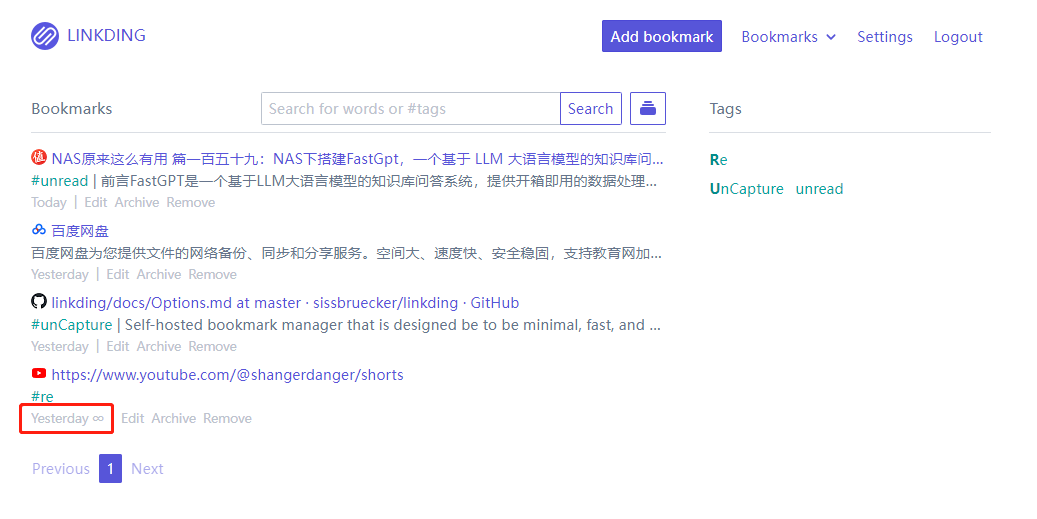 LINKDING
Add bookmark Bookmarks Settings Logout
Bookmarks Search for words or #tags Search Tags
值 NAS原来这么有用 篇一百五十九：NAS下搭建FastGpt，一个基于 LLM 大语言模型的知识库问...
#unread | 前言FastGPT是一个基于LLM大语言模型的知识库问答系统，提供开箱即用的数据处理...
Today | Edit Archive Remove
百度网盘
百度网盘为您提供文件的网络备份、同步和分享服务。空间大、速度快、安全稳固，支持教育网加...
Yesterday | Edit Archive Remove
linkding/docs/Options.md at master · sissbruecker/linkding · GitHub
#unCapture | Self-hosted bookmark manager that is designed be to be minimal, fast, and ...
Yesterday | Edit Archive Remove
https://www.youtube.com/@shangerdanger/shorts
#re
Yesterday ∞ Edit Archive Remove
Previous 1 Next
Re
UnCapture unread